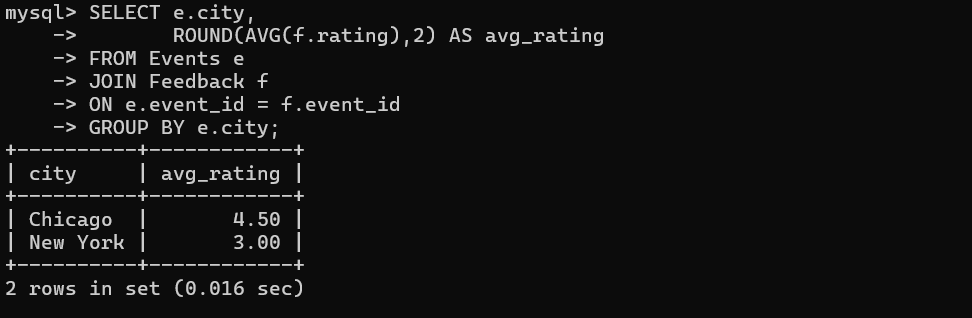 mysql> SELECT e.city,
    ->        ROUND(AVG(f.rating),2) AS avg_rating
    -> FROM Events e
    -> JOIN Feedback f
    -> ON e.event_id = f.event_id
    -> GROUP BY e.city;
+----------+------------+
| city     | avg_rating |
+----------+------------+
| Chicago  |       4.50 |
| New York |       3.00 |
+----------+------------+
2 rows in set (0.016 sec)